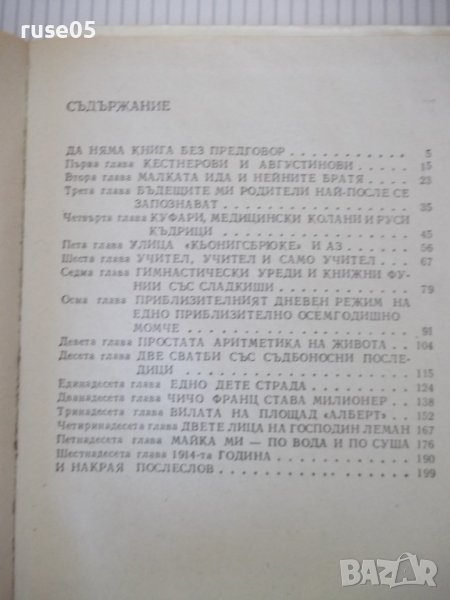 ruse05
СЪДЪРЖАНИЕ
ДА НЯМА КНИГА БЕЗ ПРЕДГОВОР . . . . . . . . . . . 5
Първа глава КЕСТНЕРОВИ И АВГУСТИНОВИ . . . . . . 15
Втора глава МАЛКАТА ИДА И НЕЙНИТЕ БРАТЯ . . . . 23
Трета глава БЪДЕЩИТЕ МИ РОДИТЕЛИ НАЙ-ПОСЛЕ СЕ
ЗАПОЗНАВАТ . . . . . . . . . . . . . 35
Четвърта глава КУФАРИ, МЕДИЦИНСКИ КОЛАНИ И РУСИ
КЪДРИЦИ . . . . . . . . . . . . . . 45
Пета глава УЛИЦА «КЬОНИГСБРЮКЕ» И АЗ . . . . . 56
Шеста глава УЧИТЕЛ, УЧИТЕЛ И САМО УЧИТЕЛ . . . . 67
Седма глава ГИМНАСТИЧЕСКИ УРЕДИ И КНИЖНИ ФУ-
НИИ СЪС СЛАДКИШИ . . . . . . . . . 79
Осма глава ПРИБЛИЗИТЕЛНИЯТ ДНЕВЕН РЕЖИМ НА
ЕДНО ПРИБЛИЗИТЕЛНО ОСЕМГОДИШНО
МОМЧЕ . . . . . . . . . . . . . . . 91
Девета глава ПРОСТАТА АРИТМЕТИКА НА ЖИВОТА . . 104
Десета глава ДВЕ СВАТБИ СЪС СЪДБОНОСНИ ПОСЛЕ-
ДИЦИ . . . . . . . . . . . . . . . . 115
Единадесета глава ЕДНО ДЕТЕ СТРАДА . . . . . . . . . 124
Дванадесета глава ЧИЧО ФРАНЦ СТАВА МИЛИОНЕР . . . 138
Тринадесета глава ВИЛАТА НА ПЛОЩАД «АЛБЕРТ» . . . 152
Четиринадесета глава ДВЕТЕ ЛИЦА НА ГОСПОДИН ЛЕМАН 167
Петнадесета глава МАЙКА МИ — ПО ВОДА И ПО СУША 176
Шестнадесета глава 1914-та ГОДИНА . . . . . . . . . . . 190
И НАКРАЯ ПОСЛЕСЛОВ . . . . . . . . . . . . . . . . 199
BAZAR
bg